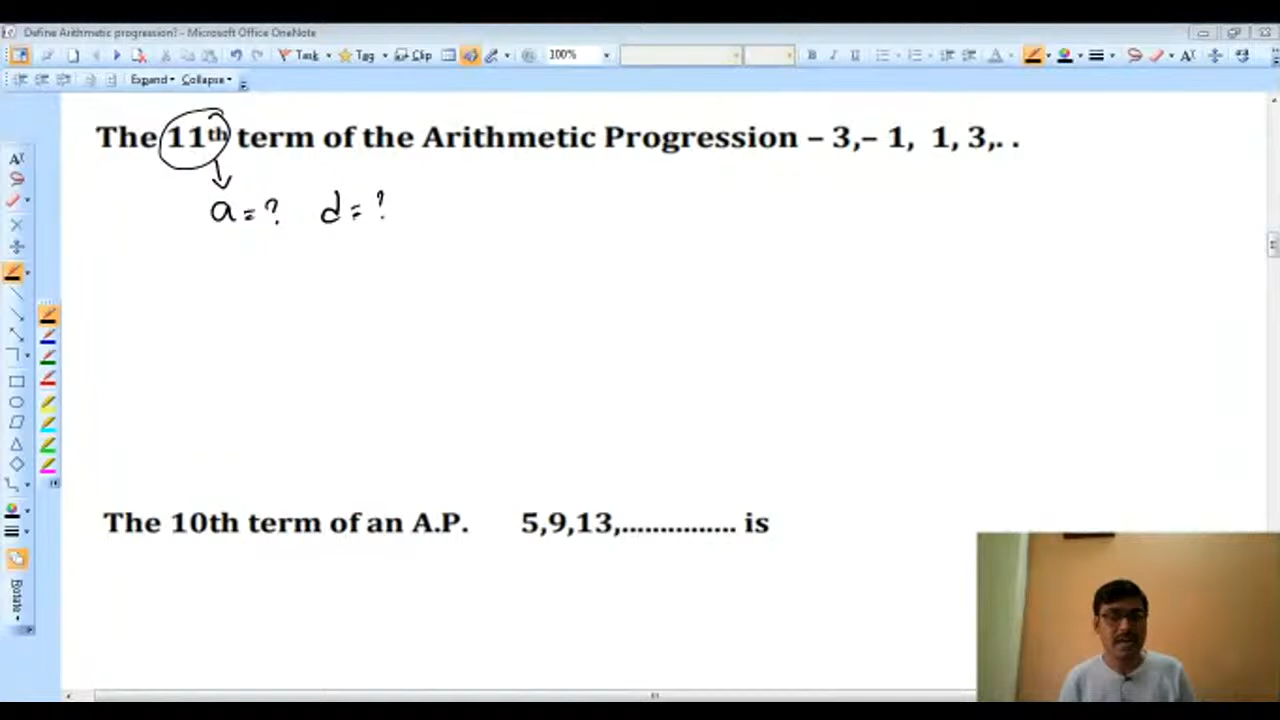 Define Arithmetic progression? - Microsoft Office OneNote
Task Tag Clip 100% B I U A
Expand Collapse
The 11th term of the Arithmetic Progression – 3,– 1, 1, 3,. .
a = ? d = ?
The 10th term of an A.P. 5,9,13,............... is
Rotate